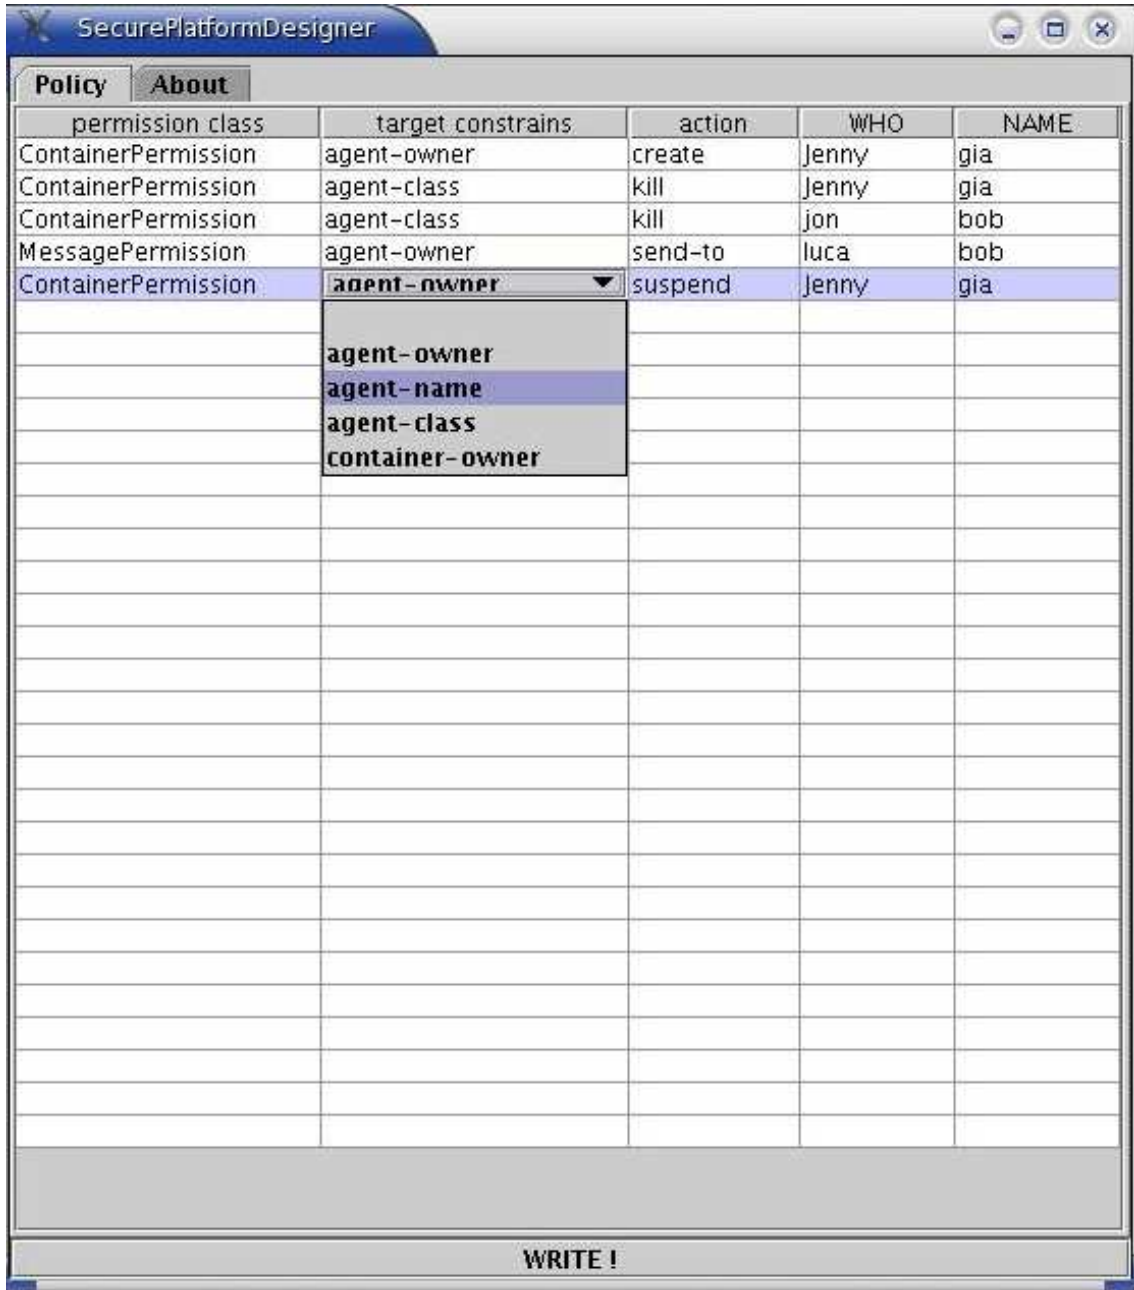 SecurePlatformDesigner
Policy About
permission class target constrains action WHO NAME
ContainerPermission agent-owner create Jenny gia
ContainerPermission agent-class kill Jenny gia
ContainerPermission agent-class kill jon bob
MessagePermission agent-owner send-to luca bob
ContainerPermission agent-owner suspend Jenny gia
agent-owner
agent-name
agent-class
container-owner
WRITE !